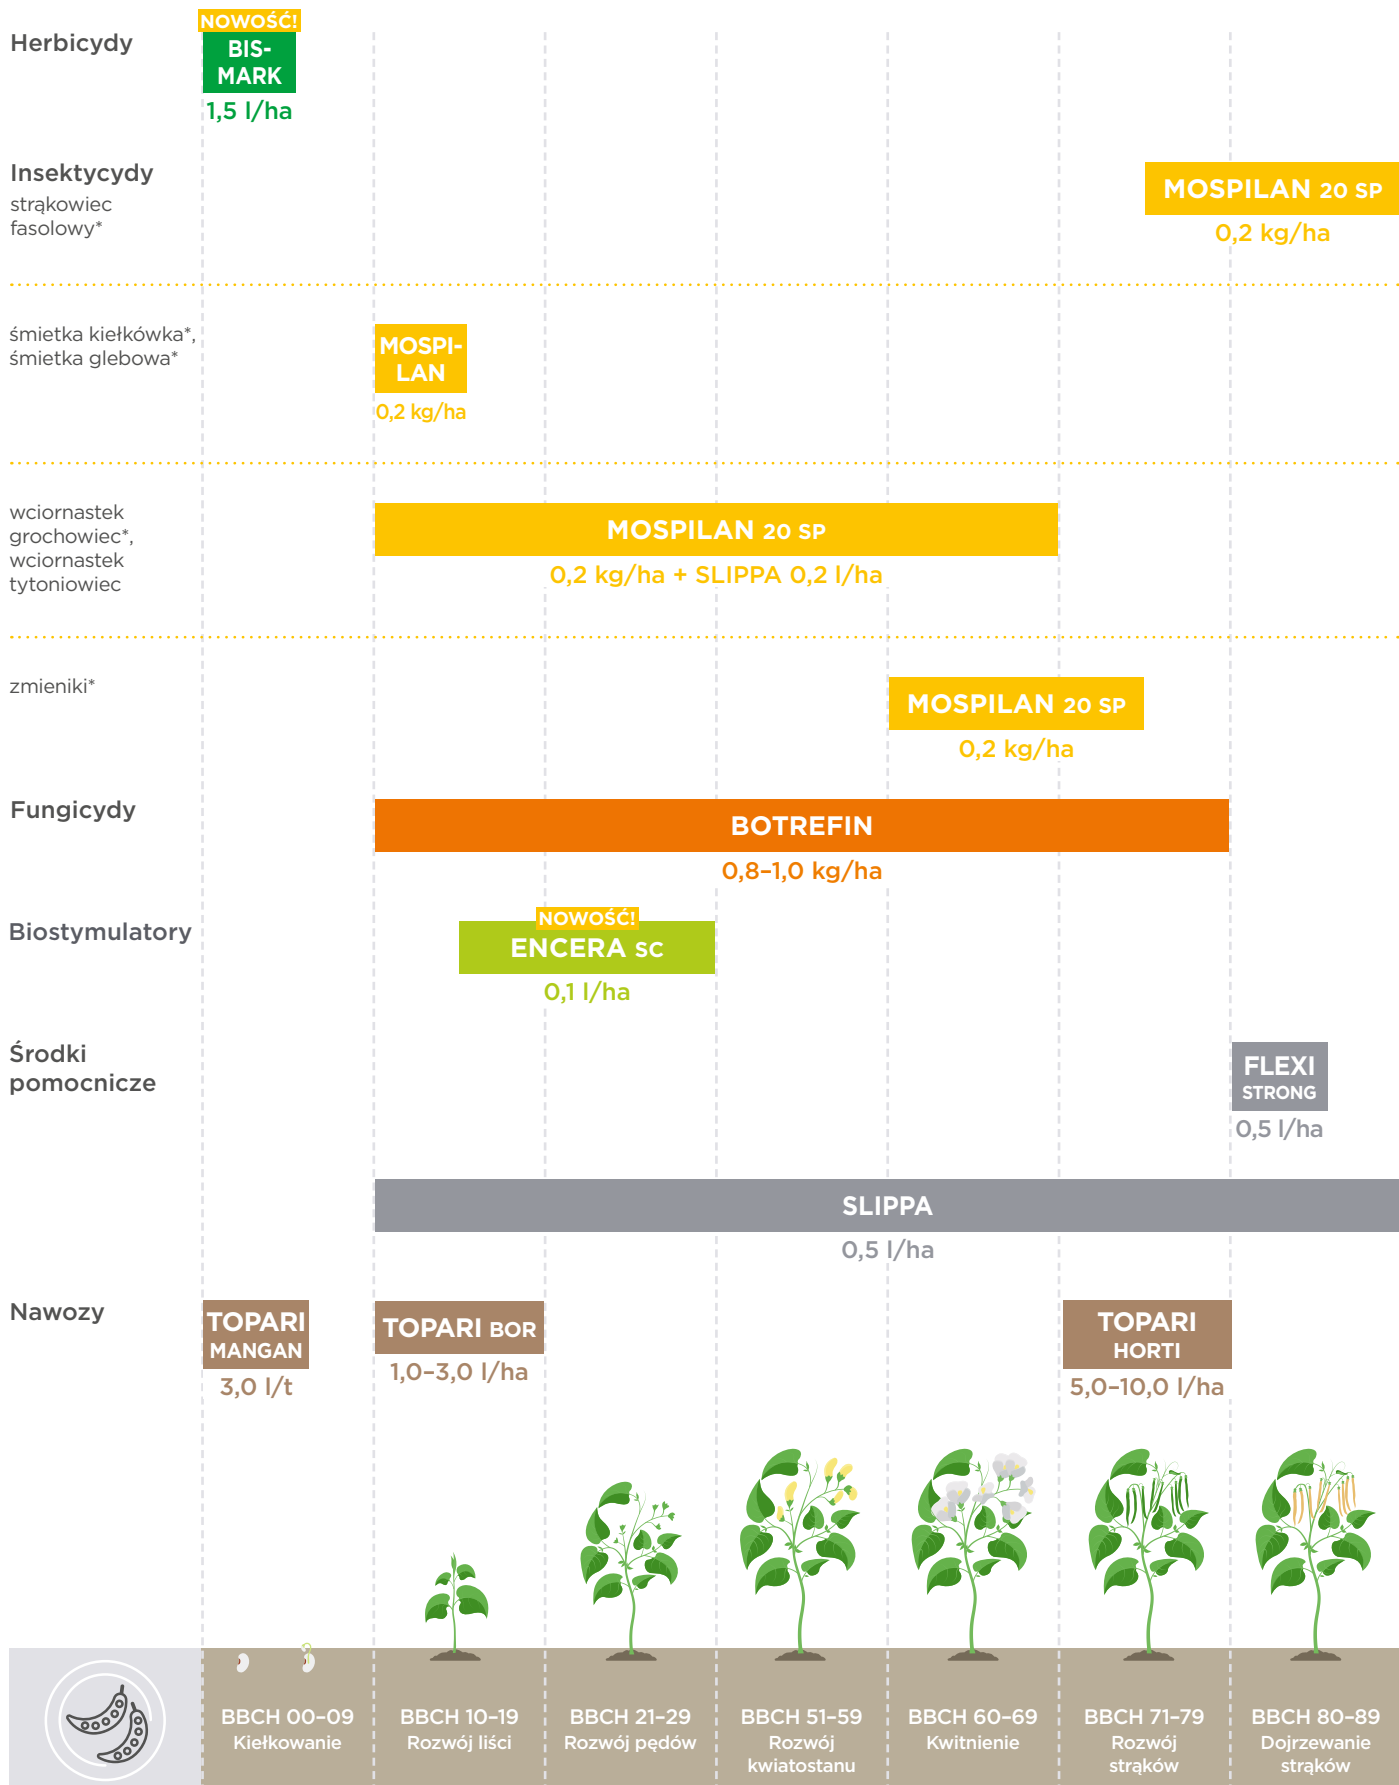 Herbicydy
NOWOŚĆ!
BIS-
MARK
1,5 l/ha
Insektycydy
strąkowiec
fasolowy*
MOSPILAN 20 SP
0,2 kg/ha
śmietka kiełkówka*,
śmietka glebowa*
MOSPI-
LAN
0,2 kg/ha
wciornastek
grochowiec*,
wciornastek
tytoniowiec
MOSPILAN 20 SP
0,2 kg/ha + SLIPPA 0,2 l/ha
zmieniki*
MOSPILAN 20 SP
0,2 kg/ha
Fungicydy
BOTREFIN
0,8–1,0 kg/ha
Biostymulatory
NOWOŚĆ!
ENCERA SC
0,1 l/ha
Środki
pomocnicze
FLEXI
STRONG
0,5 l/ha
SLIPPA
0,5 l/ha
Nawozy
TOPARI
MANGAN
3,0 l/t
TOPARI BOR
1,0–3,0 l/ha
TOPARI
HORTI
5,0–10,0 l/ha
BBCH 00–09
Kiełkowanie
BBCH 10–19
Rozwój liści
BBCH 21–29
Rozwój pędów
BBCH 51–59
Rozwój
kwiatostanu
BBCH 60–69
Kwitnienie
BBCH 71–79
Rozwój
strąków
BBCH 80–89
Dojrzewanie
strąków